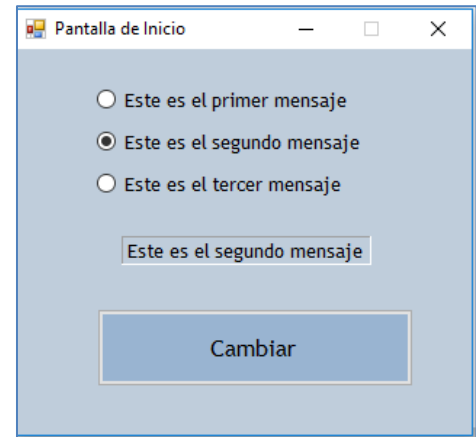 Pantalla de Inicio
Este es el primer mensaje
Este es el segundo mensaje
Este es el tercer mensaje
Este es el segundo mensaje
Cambiar